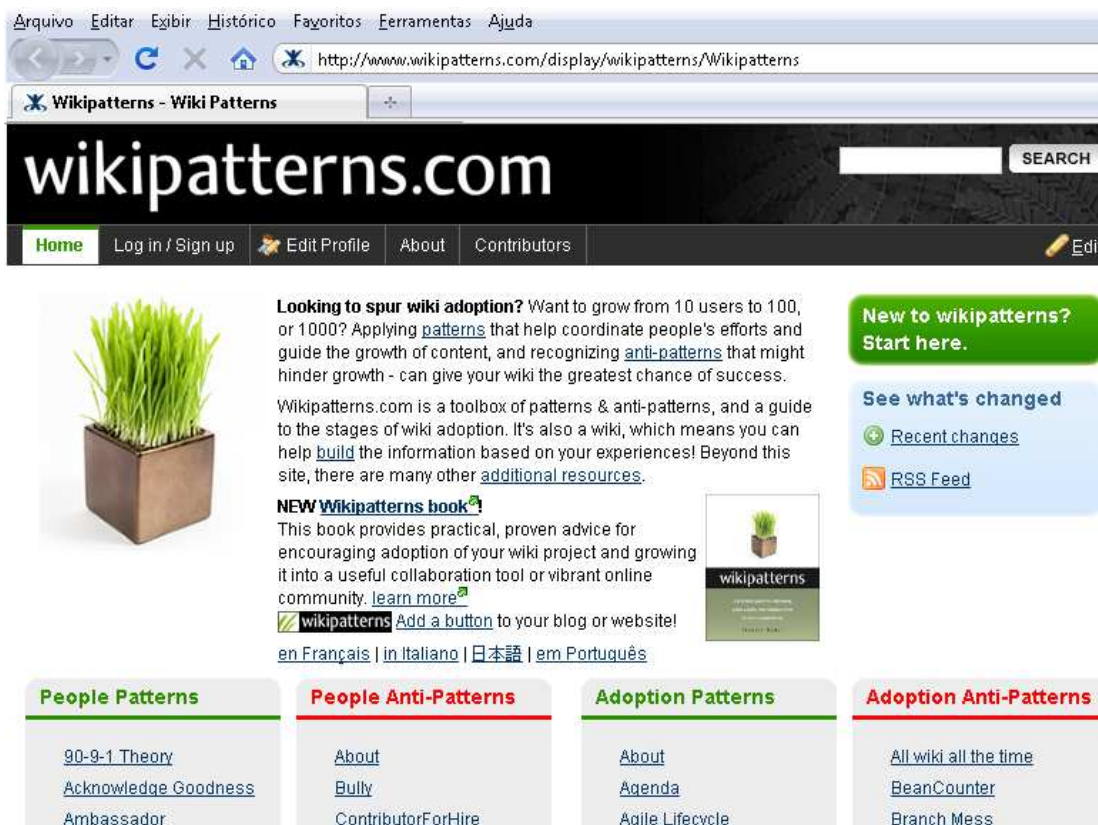 Arquivo Editar Exibir Histórico Favoritos Ferramentas Ajuda
http://www.wikipatterns.com/display/wikipatterns/Wikipatterns
Wikipatterns - Wiki Patterns
wikipatterns.com
SEARCH
Home Log in / Sign up Edit Profile About Contributors Edi
Looking to spur wiki adoption? Want to grow from 10 users to 100,
or 1000? Applying patterns that help coordinate people's efforts and
guide the growth of content, and recognizing anti-patterns that might
hinder growth - can give your wiki the greatest chance of success.
Wikipatterns.com is a toolbox of patterns & anti-patterns, and a guide
to the stages of wiki adoption. It's also a wiki, which means you can
help build the information based on your experiences! Beyond this
site, there are many other additional resources.
NEW Wikipatterns book!
This book provides practical, proven advice for
encouraging adoption of your wiki project and growing
it into a useful collaboration tool or vibrant online
community. learn more
wikipatterns Add a button to your blog or website!
en Français | in Italiano | 日本語 | em Português
wikipatterns
New to wikipatterns?
Start here.
See what's changed
Recent changes
RSS Feed
People Patterns
90-9-1 Theory
Acknowledge Goodness
Ambassador
People Anti-Patterns
About
Bully
ContributorForHire
Adoption Patterns
About
Agenda
Agile Lifecycle
Adoption Anti-Patterns
All wiki all the time
BeanCounter
Branch Mess